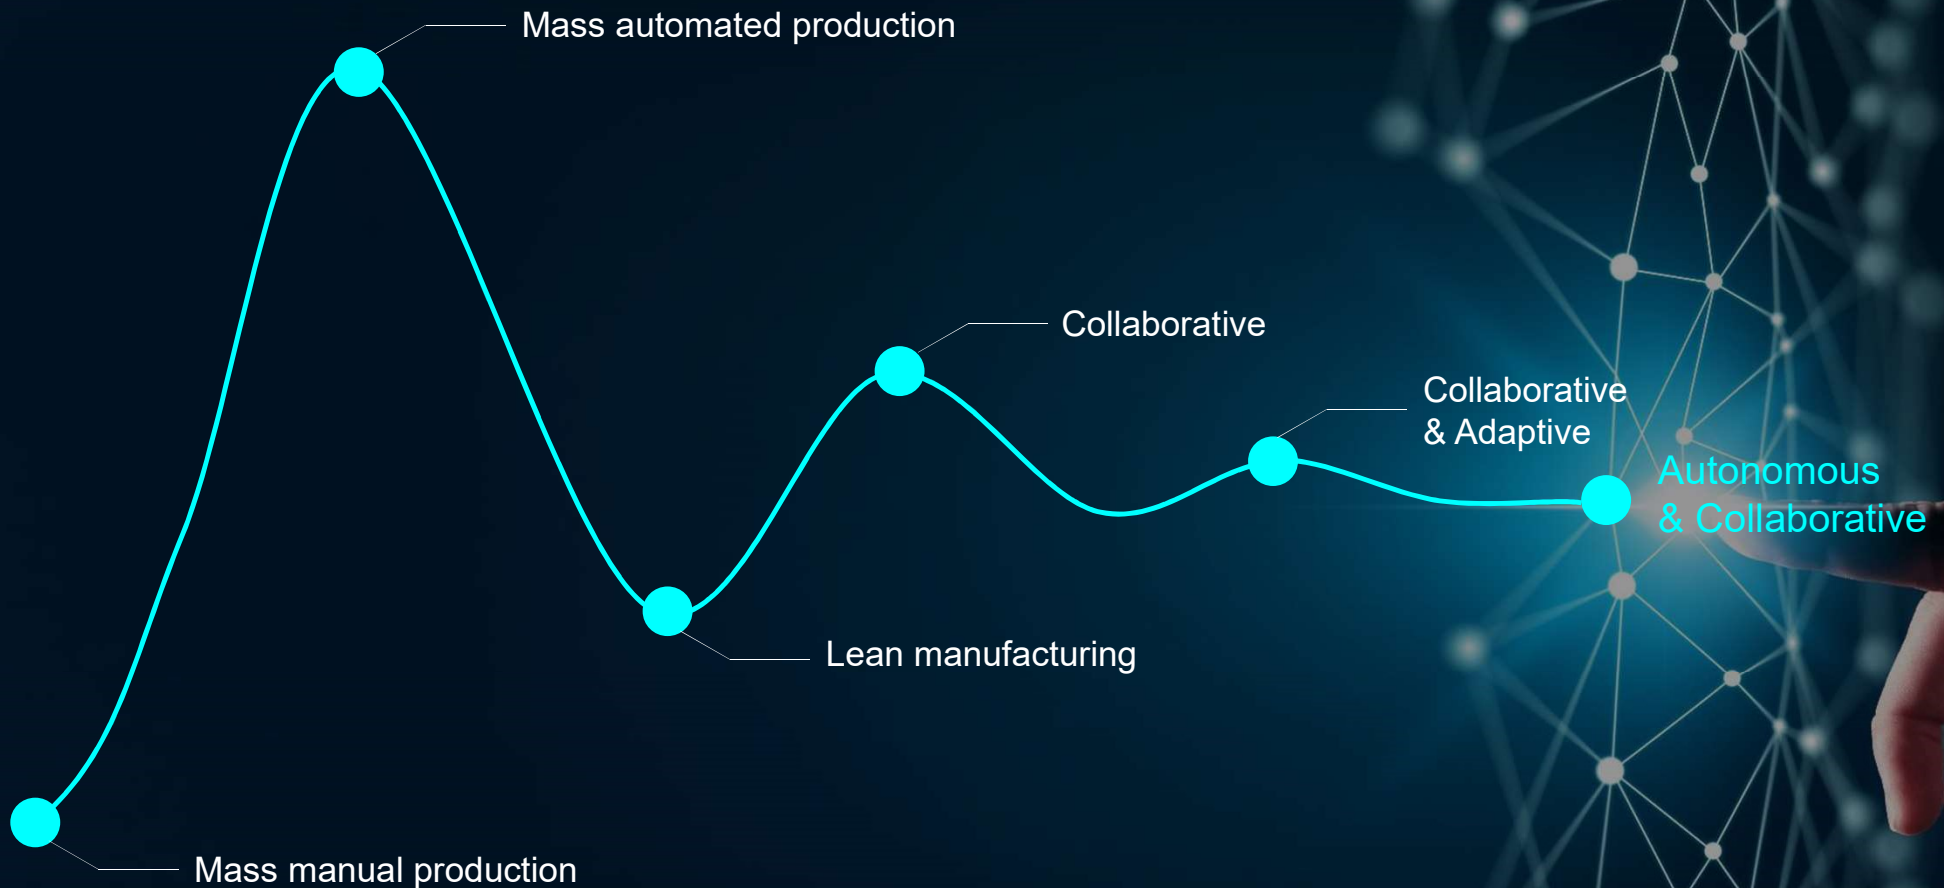 Mass automated production
Collaborative
Collaborative
& Adaptive
Autonomous
& Collaborative
Lean manufacturing
Mass manual production